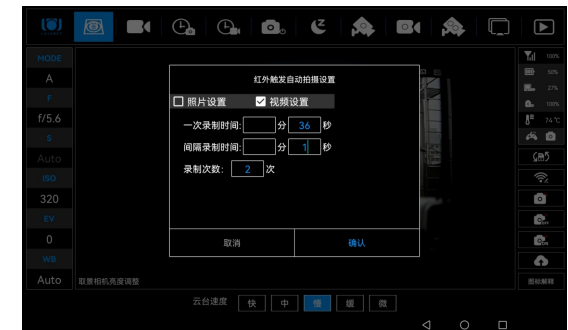 MODE
A
F
f/5.6
S
Auto
ISO
320
EV
0
WB
Auto
红外触发自动拍摄设置
照片设置 视频设置
一次录制时间: 分 36 秒
间隔录制时间: 分 1 秒
录制次数: 2 次
取消 确认
取景相机亮度调整
云台速度 快 中 慢 缓 微
100%
50%
27%
100%
74℃
图标解释